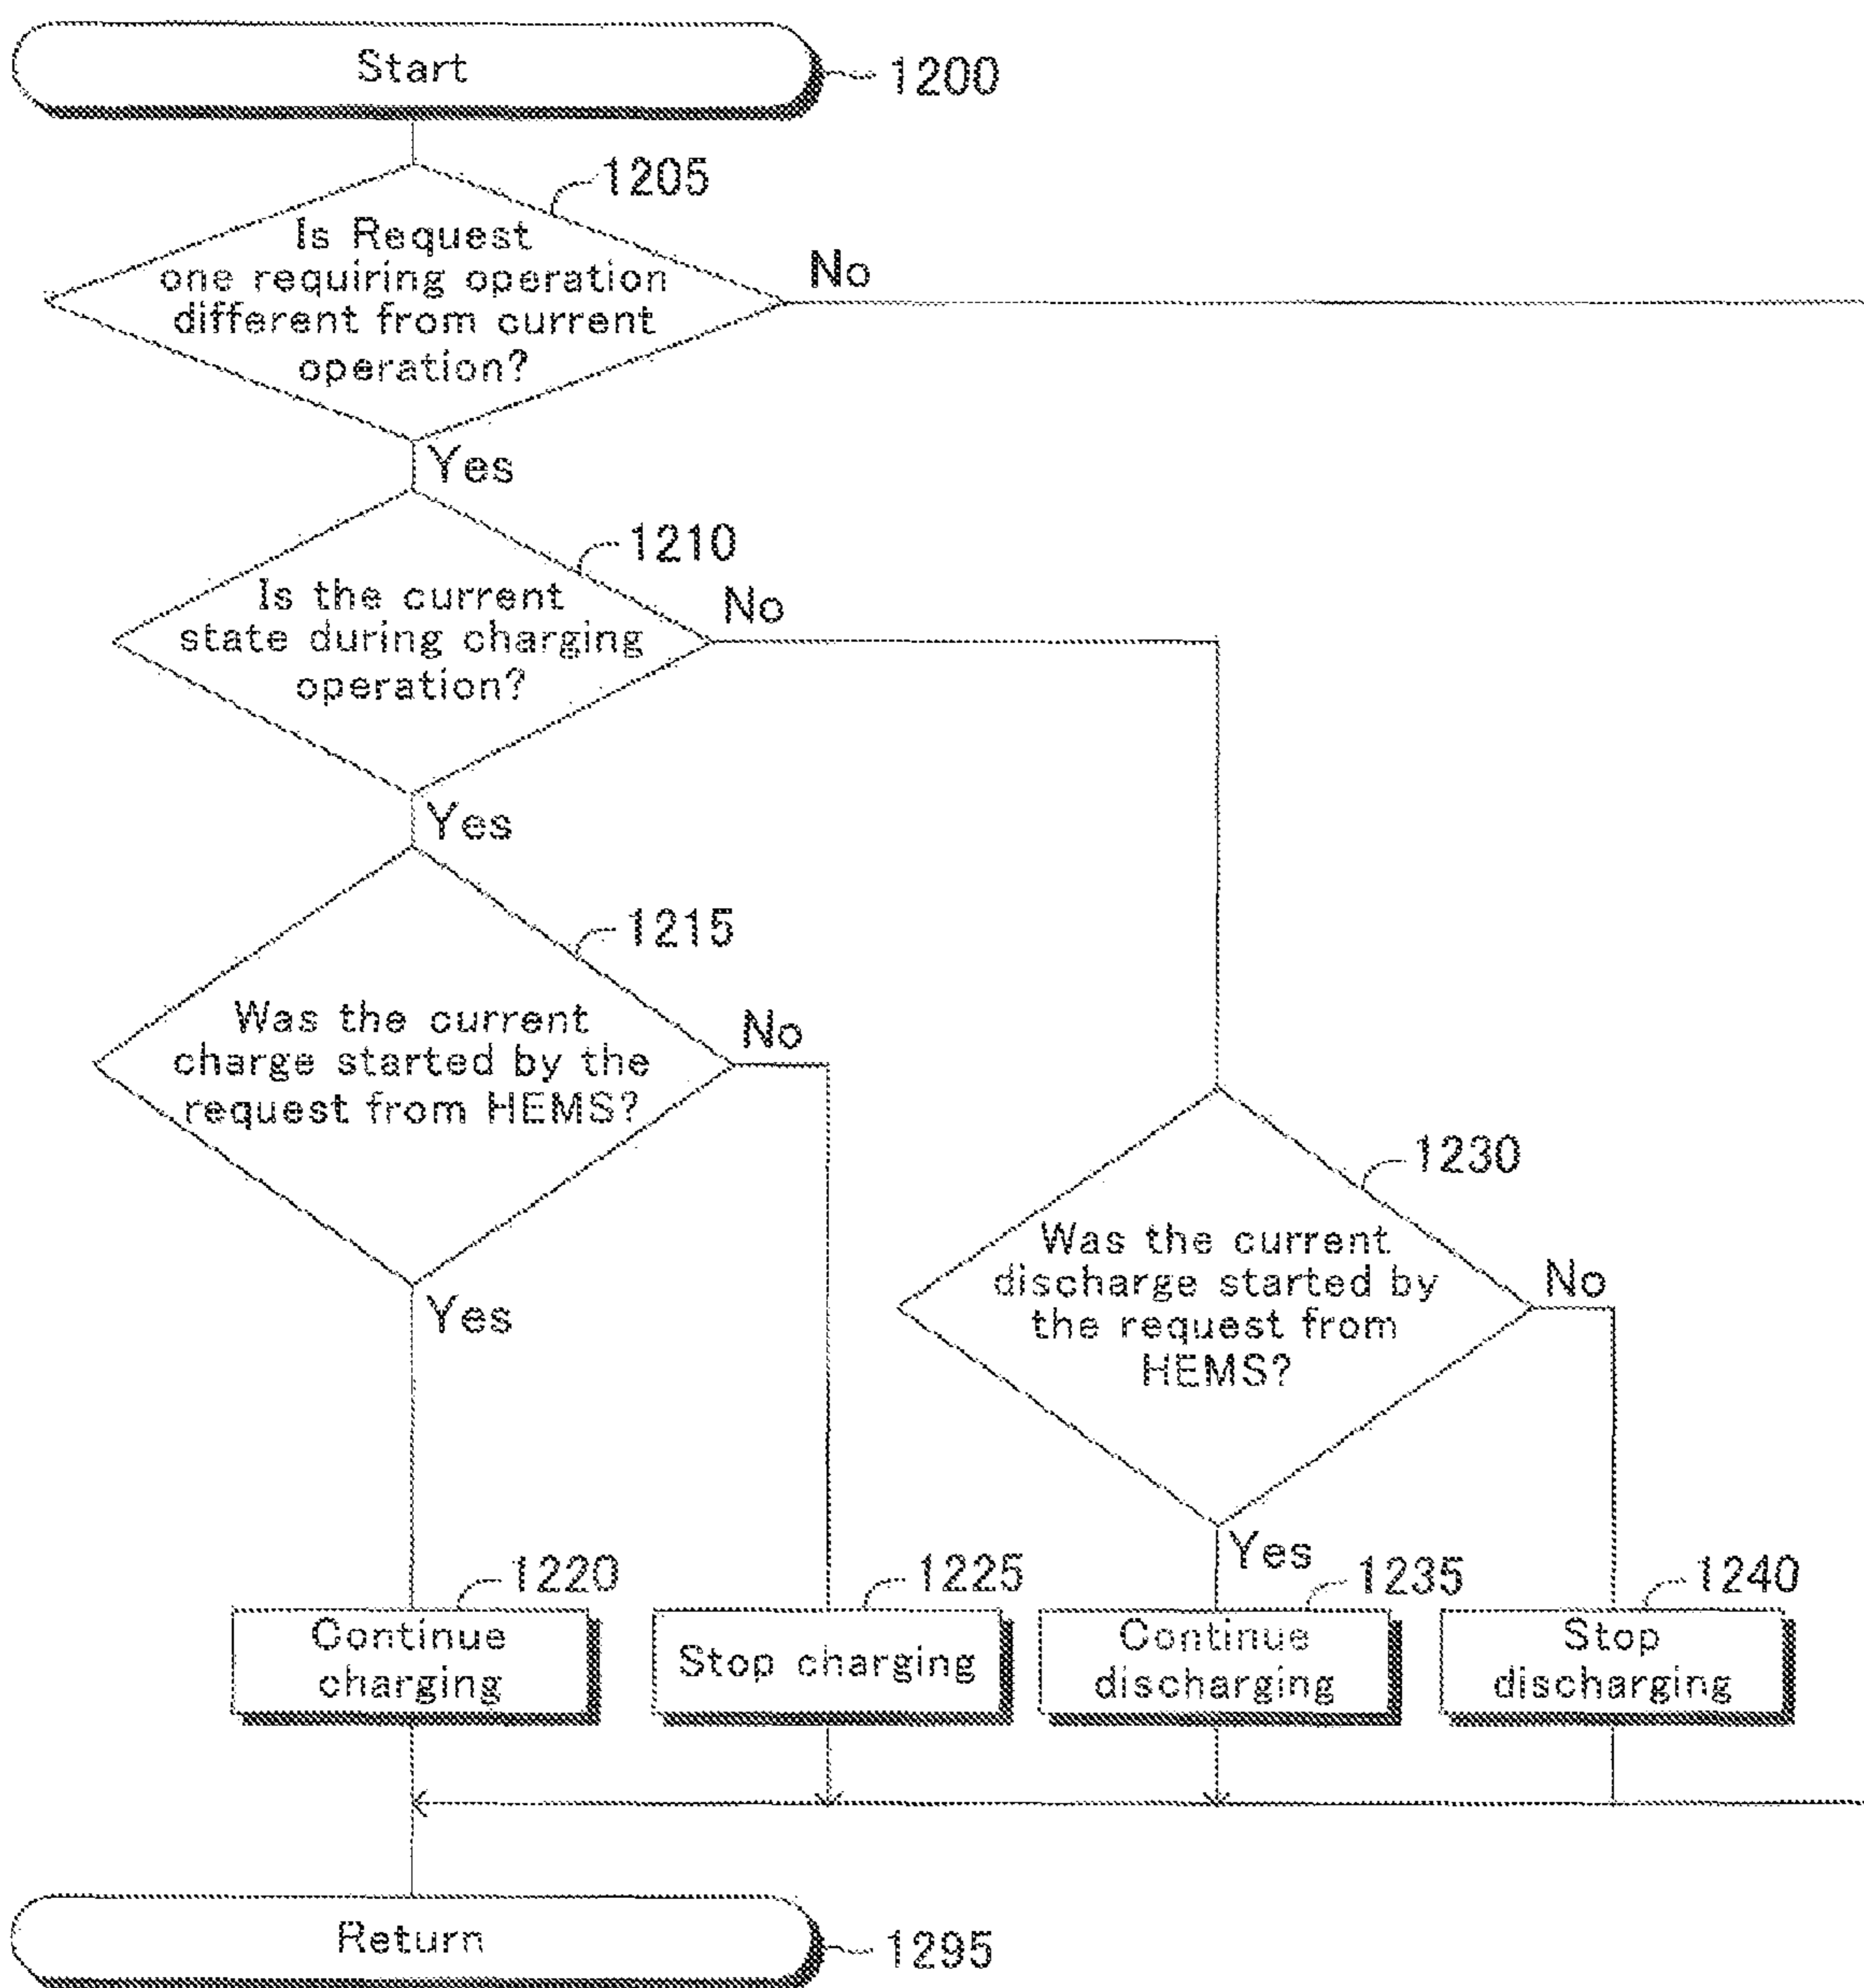 Start
1200
1205
Is Request
one requiring operation
different from current
operation?
No
Yes
1210
Is the current
state during charging
operation?
No
Yes
1215
Was the current
charge started by the
request from HEMS?
No
Yes
1230
Was the current
discharge started by
the request from
HEMS?
No
Yes
1220
Continue
charging
1225
Stop charging
1235
Continue
discharging
1240
Stop
discharging
Return
1295